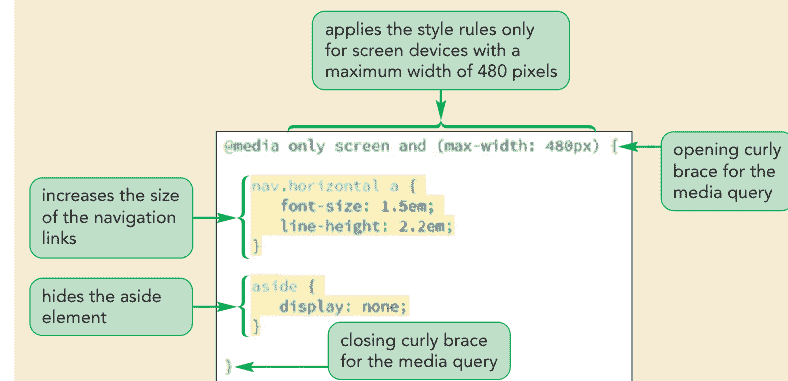 applies the style rules only
for screen devices with a
maximum width of 480 pixels
@media only screen and (max-width: 480px) {
opening curly
brace for the
media query
increases the size
of the navigation
links
nav.horizontal a {
font-size: 1.5em;
line-height: 2.2em;
}
hides the aside
element
aside {
display: none;
}
closing curly brace
for the media query
}